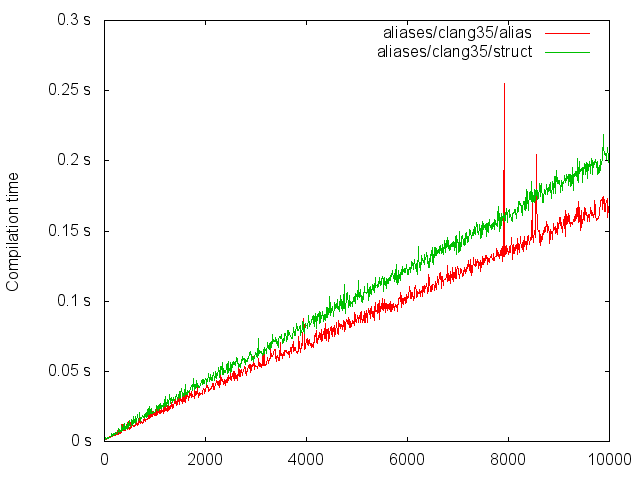 0.3 s
aliases/clang35/alias
aliases/clang35/struct
0.25 s
0.2 s
Compilation time
0.15 s
0.1 s
0.05 s
0 s
0 2000 4000 6000 8000 10000